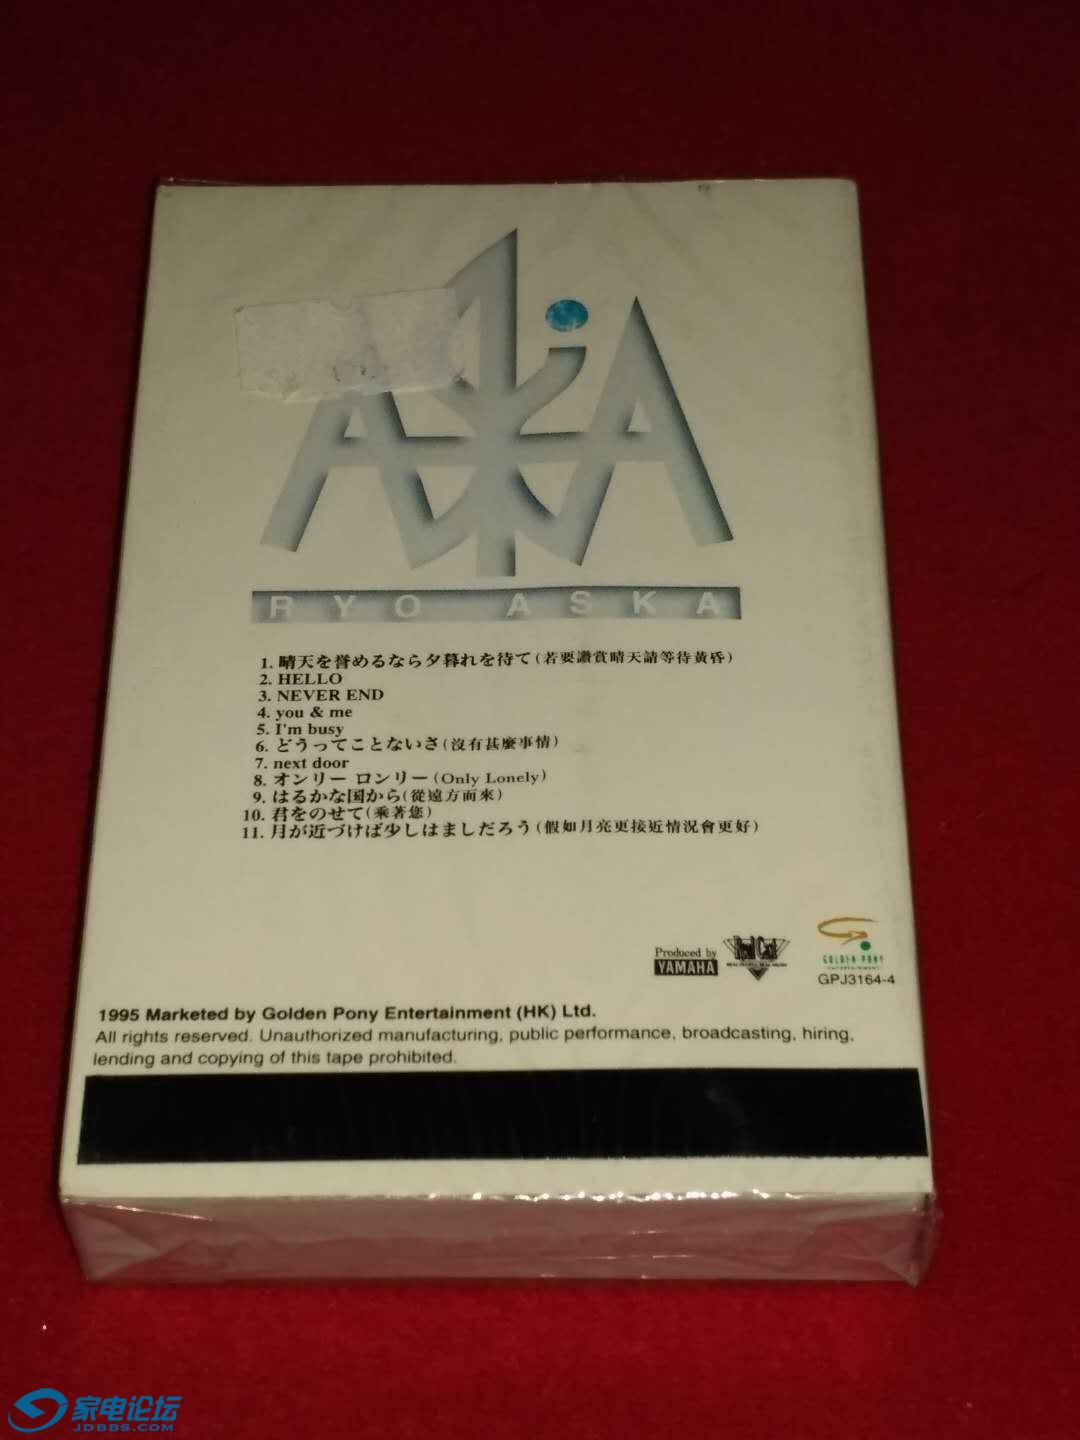 ASKA
RYO ASKA
1. 晴天を誉めるなら夕暮れを待て(若要讚賞晴天請等待黃昏)
2. HELLO
3. NEVER END
4. you & me
5. I'm busy
6. どうってことないさ(沒有甚麼事情)
7. next door
8. オンリー ロンリー(Only Lonely)
9. はるかな国から(從遠方而來)
10. 君をのせて(乘著您)
11. 月が近づけば少しはましだろう(假如月亮更接近情況會更好)
Produced by
YAMAHA
Real Cast
GOLDEN PONY
ENTERTAINMENT
GPJ3164-4
1995 Marketed by Golden Pony Entertainment (HK) Ltd.
All rights reserved. Unauthorized manufacturing, public performance, broadcasting, hiring,
lending and copying of this tape prohibited.
家电论坛
JDBBS.COM